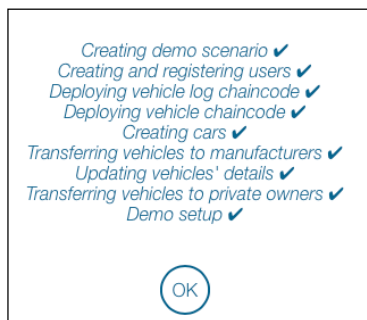 Creating demo scenario ✔
Creating and registering users ✔
Deploying vehicle log chaincode ✔
Deploying vehicle chaincode ✔
Creating cars ✔
Transferring vehicles to manufacturers ✔
Updating vehicles' details ✔
Transferring vehicles to private owners ✔
Demo setup ✔
OK